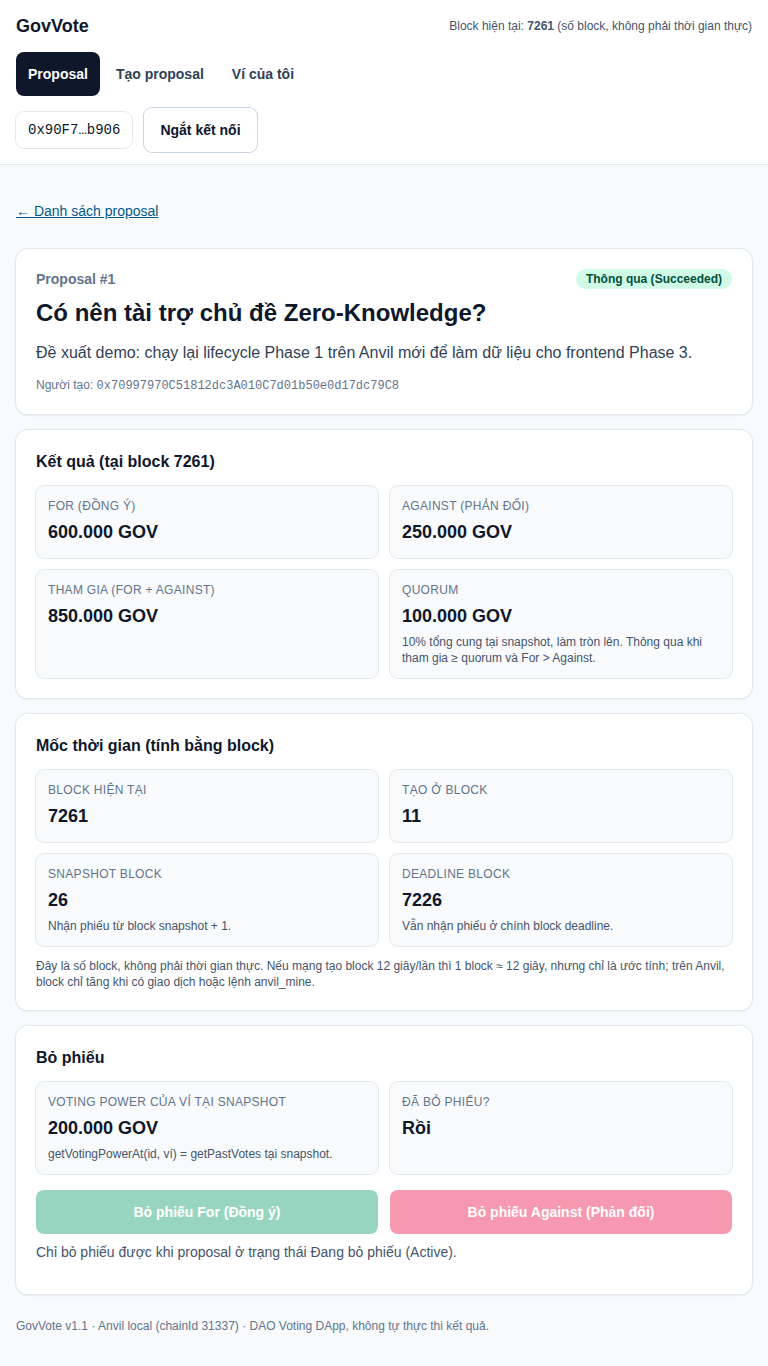 GovVote
Block hiện tại: 7261 (số block, không phải thời gian thực)
Proposal
Tạo proposal
Ví của tôi
0x90F7…b906
Ngắt kết nối
← Danh sách proposal
Proposal #1
Thông qua (Succeeded)
Có nên tài trợ chủ đề Zero-Knowledge?
Đề xuất demo: chạy lại lifecycle Phase 1 trên Anvil mới để làm dữ liệu cho frontend Phase 3.
Người tạo: 0x70997970C51812dc3A010C7d01b50e0d17dc79C8
Kết quả (tại block 7261)
FOR (ĐỒNG Ý)
600.000 GOV
AGAINST (PHẢN ĐỐI)
250.000 GOV
THAM GIA (FOR + AGAINST)
850.000 GOV
QUORUM
100.000 GOV
10% tổng cung tại snapshot, làm tròn lên. Thông qua khi
tham gia ≥ quorum và For > Against.
Mốc thời gian (tính bằng block)
BLOCK HIỆN TẠI
7261
TẠO Ở BLOCK
11
SNAPSHOT BLOCK
26
Nhận phiếu từ block snapshot + 1.
DEADLINE BLOCK
7226
Vẫn nhận phiếu ở chính block deadline.
Đây là số block, không phải thời gian thực. Nếu mạng tạo block 12 giây/lần thì 1 block ≈ 12 giây, nhưng chỉ là ước tính; trên Anvil,
block chỉ tăng khi có giao dịch hoặc lệnh anvil_mine.
Bỏ phiếu
VOTING POWER CỦA VÍ TẠI SNAPSHOT
200.000 GOV
getVotingPowerAt(id, ví) = getPastVotes tại snapshot.
ĐÃ BỎ PHIẾU?
Rồi
Bỏ phiếu For (Đồng ý)
Bỏ phiếu Against (Phản đối)
Chỉ bỏ phiếu được khi proposal ở trạng thái Đang bỏ phiếu (Active).
GovVote v1.1 · Anvil local (chainId 31337) · DAO Voting DApp, không tự thực thi kết quả.